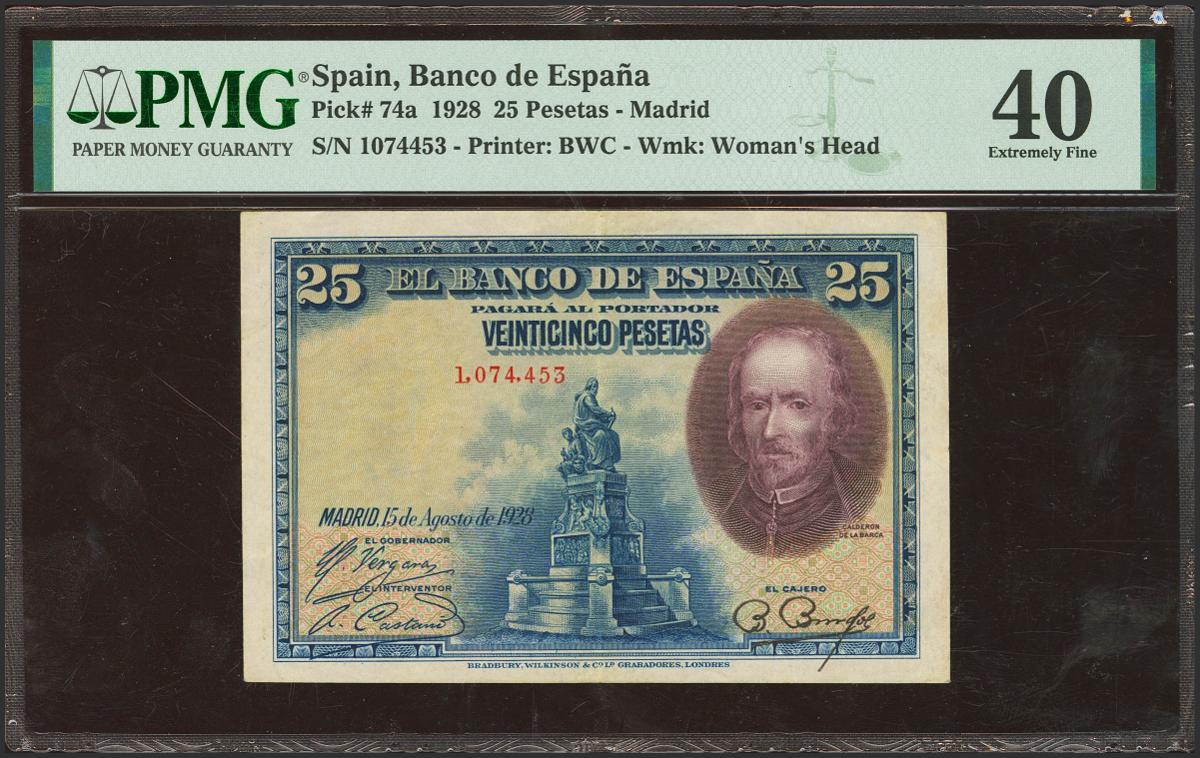 PMG®
PAPER MONEY GUARANTY
Spain, Banco de España
Pick# 74a 1928 25 Pesetas - Madrid
S/N 1074453 - Printer: BWC - Wmk: Woman's Head
40
Extremely Fine
25 EL BANCO DE ESPAÑA 25
PAGARÁ AL PORTADOR
VEINTICINCO PESETAS
1,074,453
MADRID, 15 de Agosto de 1928
CALDERON
DE LA BARCA
EL GOBERNADOR
Vergara
EL INTERVENTOR
EL CAJERO
BRADBURY, WILKINSON & Cº Lᴰ GRABADORES, LONDRES